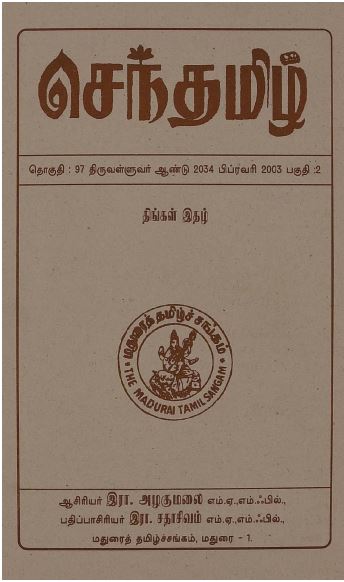 செந்தமிழ்
தொகுதி : 97 திருவள்ளுவர் ஆண்டு 2034 பிப்ரவரி 2003 பகுதி :2
திங்கள் இதழ்
மதுரைத் தமிழ்ச் சங்கம்
THE MADURAI TAMIL SANGAM
ஆசிரியர் இரா. அழகுமலை எம்.ஏ.,எம்.ஃபில்.,
பதிப்பாசிரியர் இரா. சதாசிவம் எம்.ஏ.,எம்.ஃபில்.,
மதுரைத் தமிழ்ச்சங்கம், மதுரை - 1.